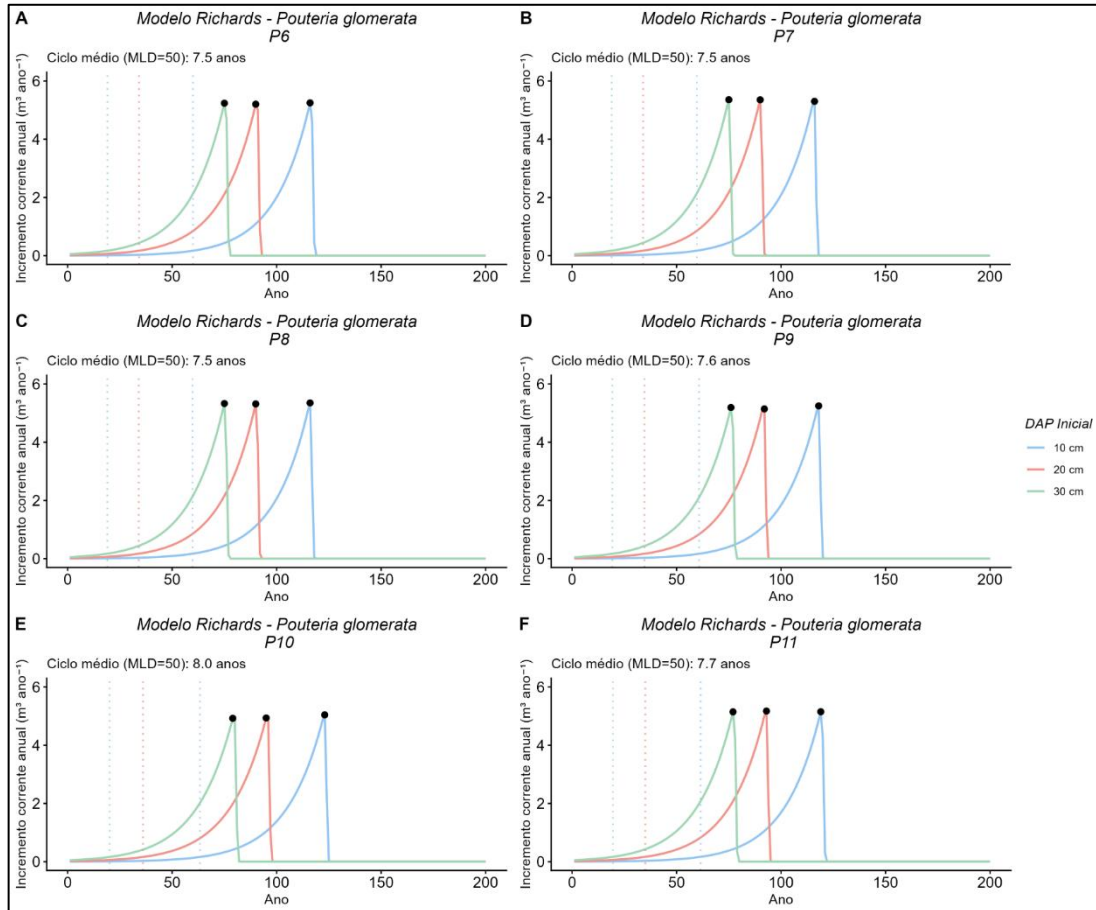 A
Modelo Richards - Pouteria glomerata
P6
Ciclo médio (MLD=50): 7.5 anos
Incremento corrente anual (m³ ano⁻¹)
6
4
2
0
0 50 100 150 200
Ano
B
Modelo Richards - Pouteria glomerata
P7
Ciclo médio (MLD=50): 7.5 anos
Incremento corrente anual (m³ ano⁻¹)
6
4
2
0
0 50 100 150 200
Ano
C
Modelo Richards - Pouteria glomerata
P8
Ciclo médio (MLD=50): 7.5 anos
Incremento corrente anual (m³ ano⁻¹)
6
4
2
0
0 50 100 150 200
Ano
D
Modelo Richards - Pouteria glomerata
P9
Ciclo médio (MLD=50): 7.6 anos
Incremento corrente anual (m³ ano⁻¹)
6
4
2
0
0 50 100 150 200
Ano
DAP Inicial
10 cm
20 cm
30 cm
E
Modelo Richards - Pouteria glomerata
P10
Ciclo médio (MLD=50): 8.0 anos
Incremento corrente anual (m³ ano⁻¹)
6
4
2
0
0 50 100 150 200
Ano
F
Modelo Richards - Pouteria glomerata
P11
Ciclo médio (MLD=50): 7.7 anos
Incremento corrente anual (m³ ano⁻¹)
6
4
2
0
0 50 100 150 200
Ano